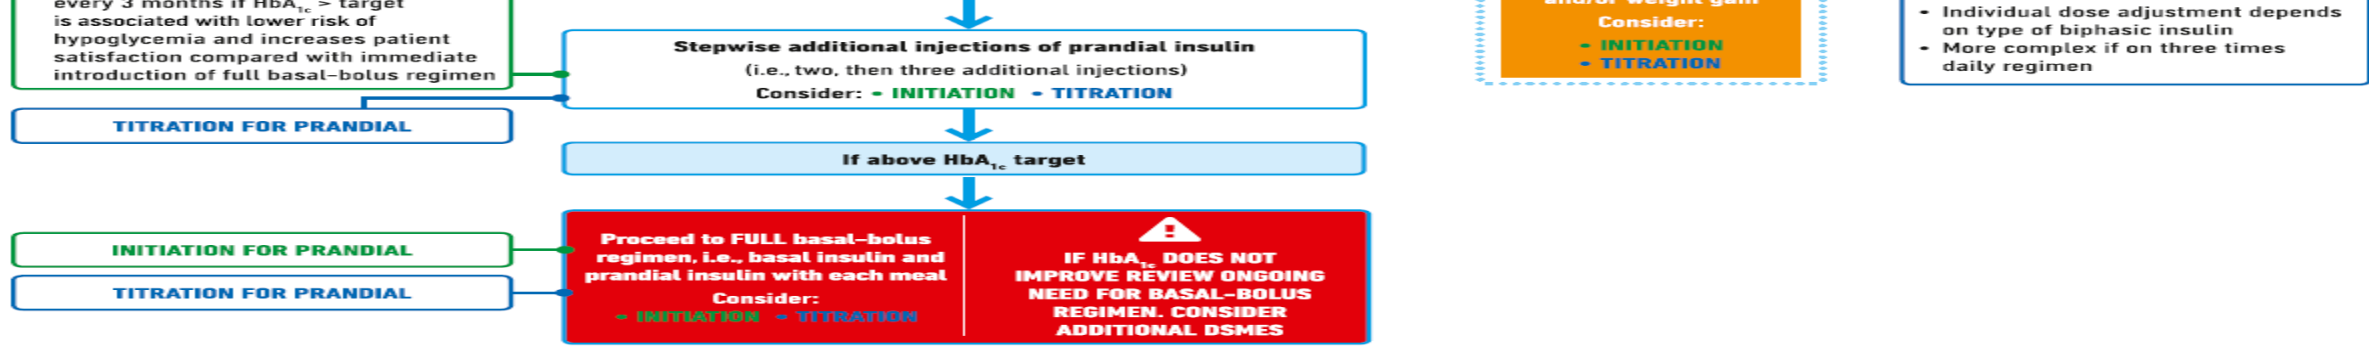 every 3 months if HbA1c > target
is associated with lower risk of
hypoglycemia and increases patient
satisfaction compared with immediate
introduction of full basal–bolus regimen
TITRATION FOR PRANDIAL
Stepwise additional injections of prandial insulin
(i.e., two, then three additional injections)
Consider: • INITIATION • TITRATION
If above HbA1c target
INITIATION FOR PRANDIAL
TITRATION FOR PRANDIAL
Proceed to FULL basal–bolus
regimen, i.e., basal insulin and
prandial insulin with each meal
Consider:
• INITIATION • TITRATION
IF HbA1c DOES NOT
IMPROVE REVIEW ONGOING
NEED FOR BASAL–BOLUS
REGIMEN. CONSIDER
ADDITIONAL DSMES
and/or weight gain
Consider:
• INITIATION
• TITRATION
• Individual dose adjustment depends
on type of biphasic insulin
• More complex if on three times
daily regimen